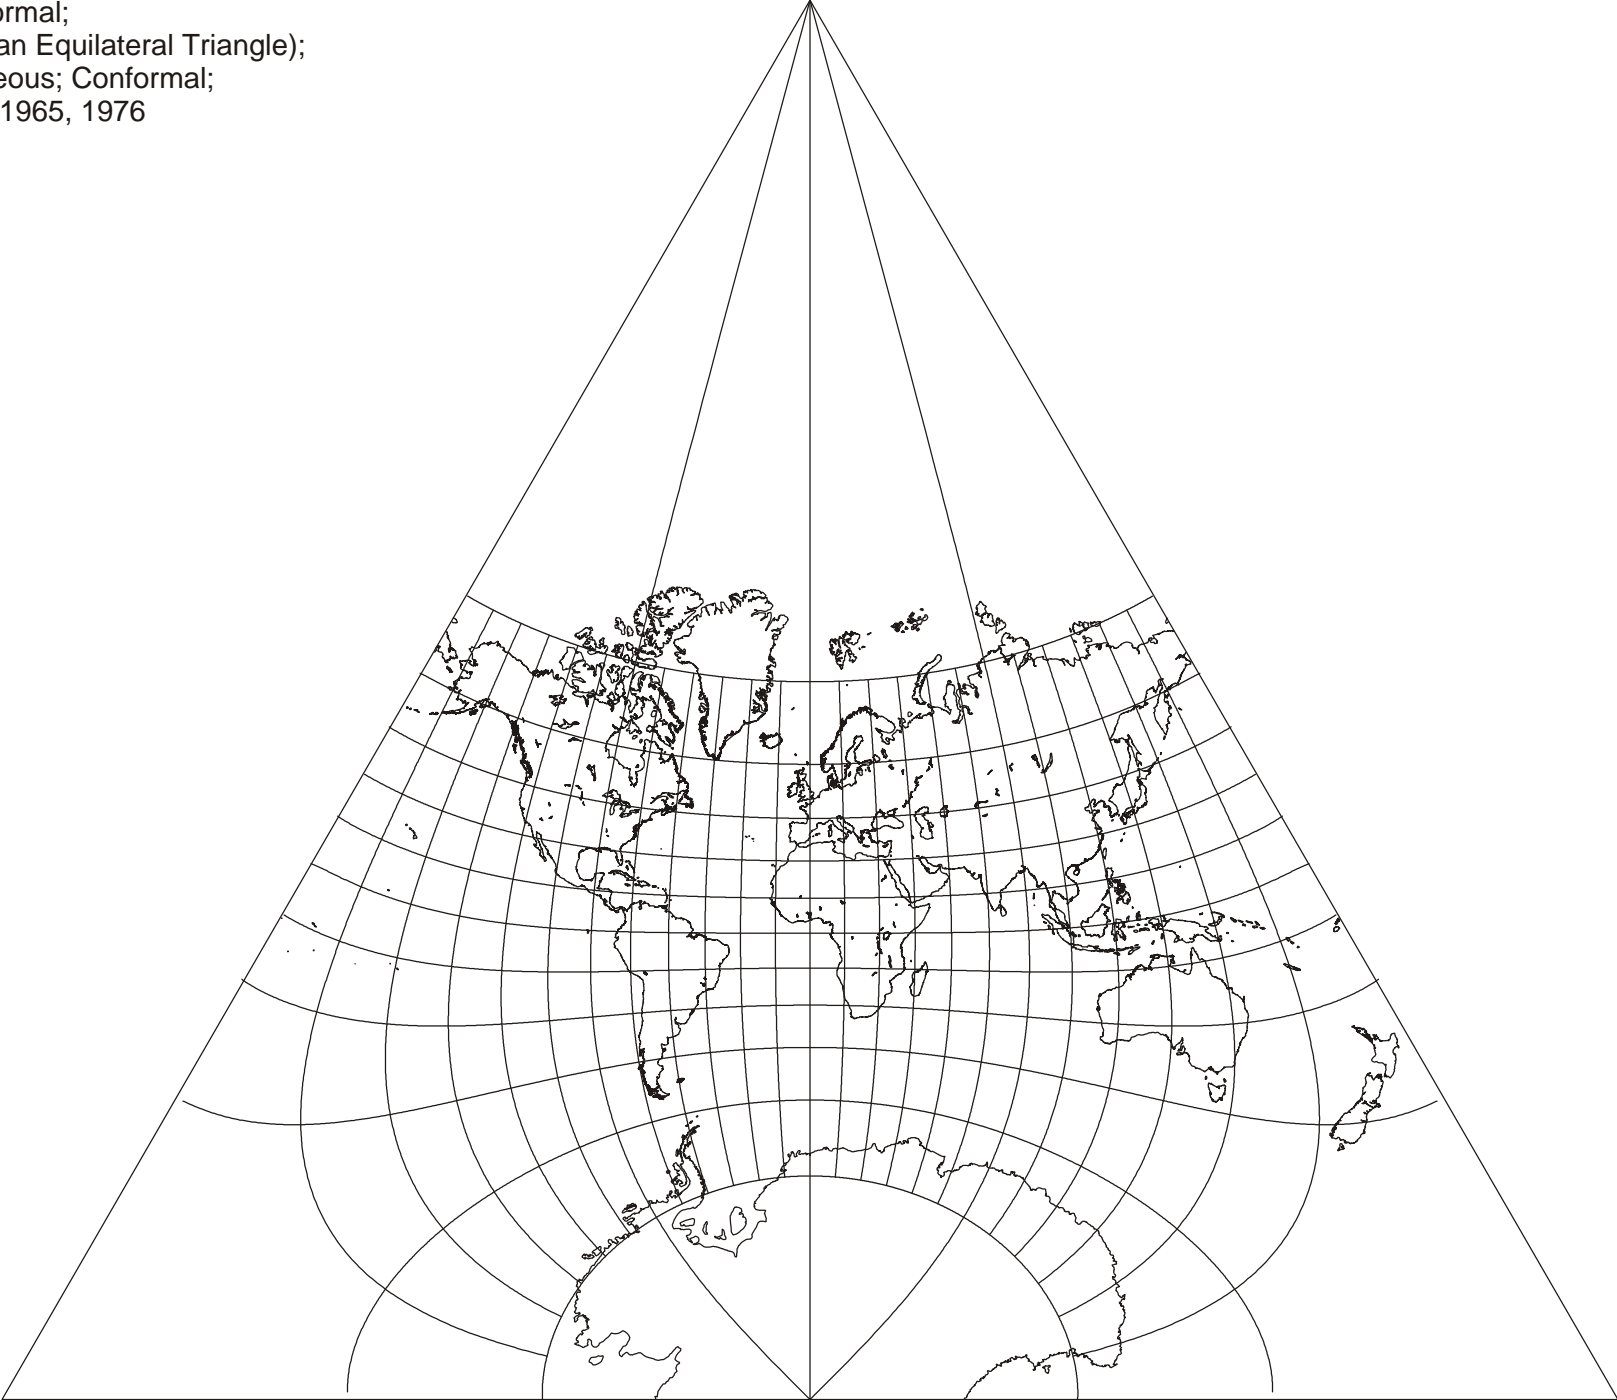 ormal;
an Equilateral Triangle);
eous; Conformal;
1965, 1976